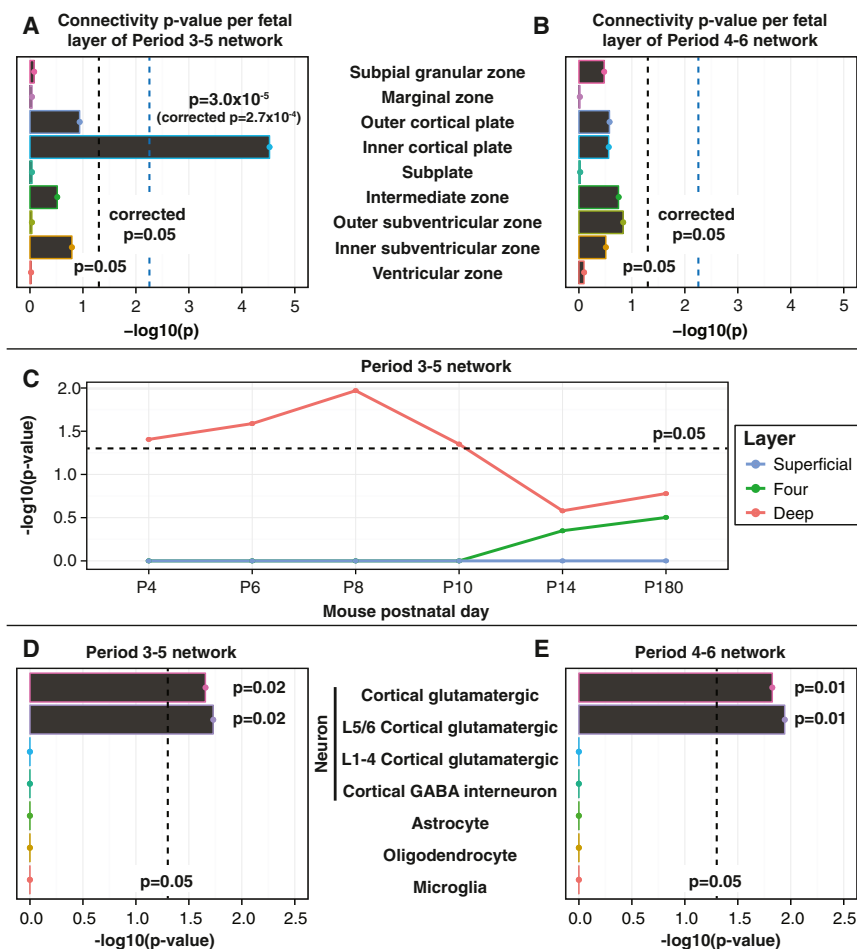 A
Connectivity p-value per fetal
layer of Period 3-5 network
B
Connectivity p-value per fetal
layer of Period 4-6 network
p=3.0x10-5
(corrected p=2.7x10-4)
corrected
p=0.05
p=0.05
0 1 2 3 4 5
–log10(p)
Subpial granular zone
Marginal zone
Outer cortical plate
Inner cortical plate
Subplate
Intermediate zone
Outer subventricular zone
Inner subventricular zone
Ventricular zone
corrected
p=0.05
p=0.05
0 1 2 3 4 5
–log10(p)
C
Period 3-5 network
-log10(p-value)
2.0
1.5
1.0
0.5
0.0
p=0.05
P4 P6 P8 P10 P14 P180
Mouse postnatal day
Layer
Superficial
Four
Deep
D
Period 3-5 network
p=0.02
p=0.02
p=0.05
0.0 0.5 1.0 1.5 2.0 2.5
-log10(p-value)
Neuron
Cortical glutamatergic
L5/6 Cortical glutamatergic
L1-4 Cortical glutamatergic
Cortical GABA interneuron
Astrocyte
Oligodendrocyte
Microglia
E
Period 4-6 network
p=0.01
p=0.01
p=0.05
0.0 0.5 1.0 1.5 2.0 2.5
-log10(p-value)